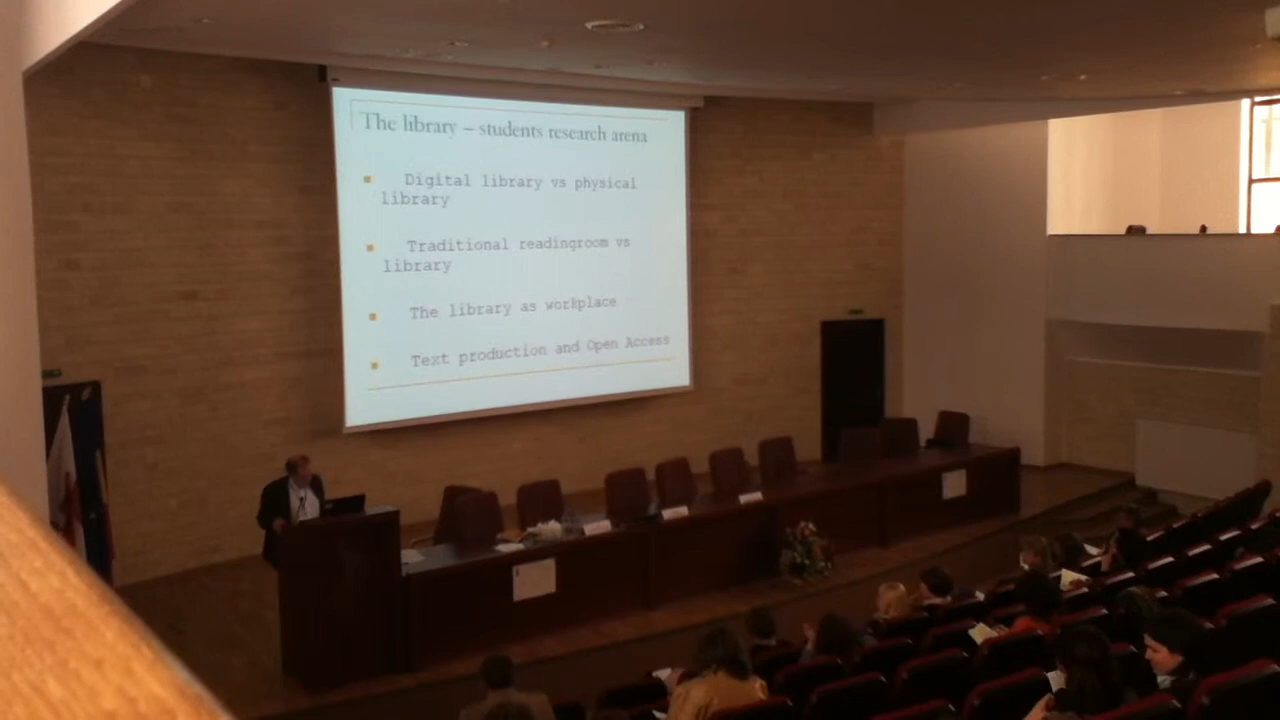 The library – students research arena
Digital library vs physical
library
Traditional readingroom vs
library
The library as workplace
Text production and Open Access